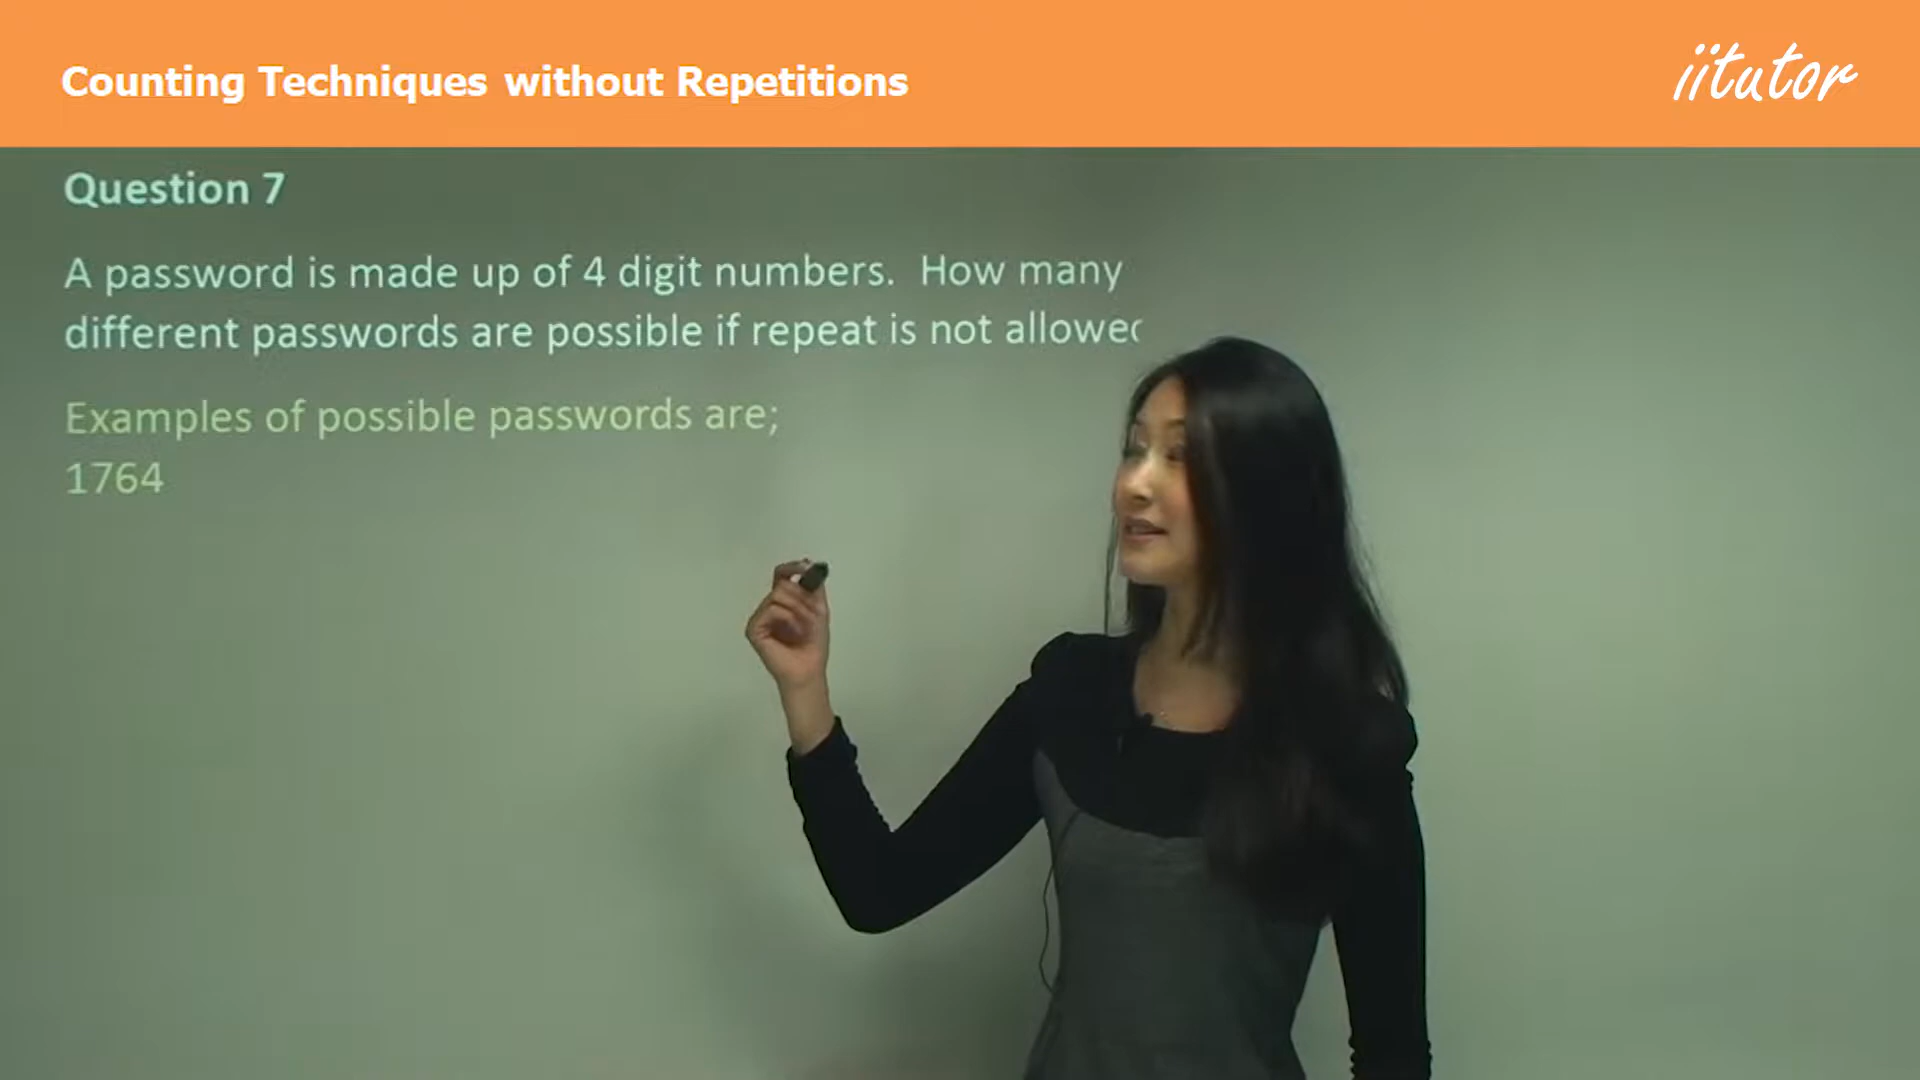 Counting Techniques without Repetitions
iitutor
Question 7
A password is made up of 4 digit numbers. How many
different passwords are possible if repeat is not allowed
Examples of possible passwords are;
1764